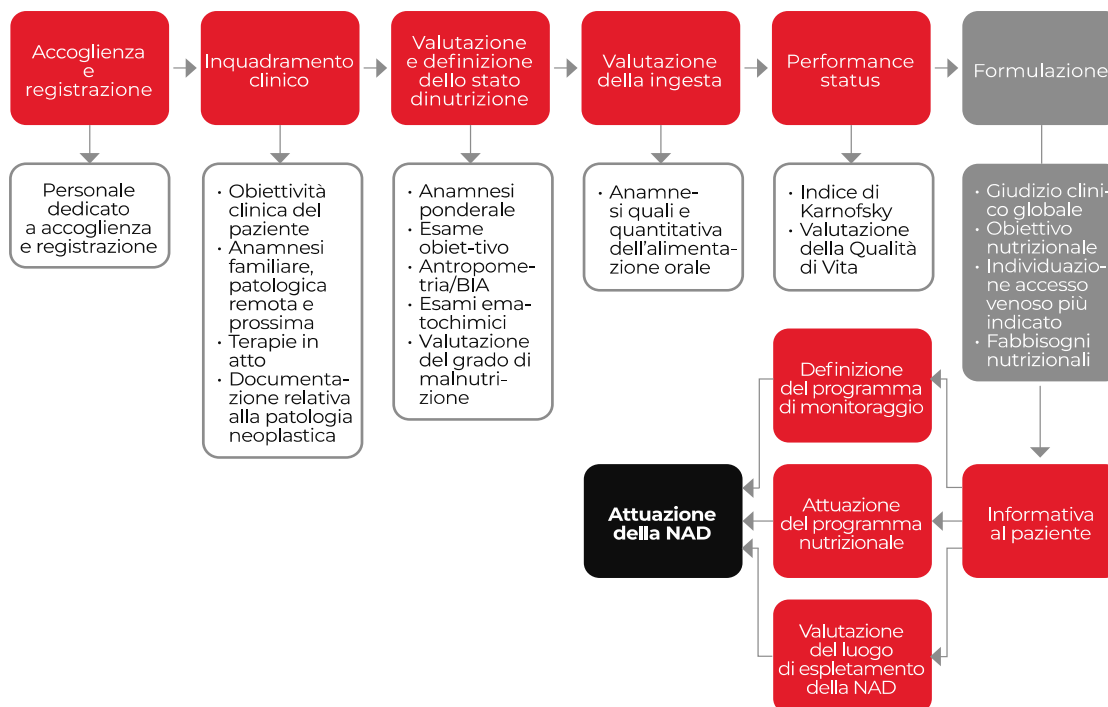 Accoglienza
e
registrazione
Inquadramento
clinico
Valutazione
e definizione
dello stato
dinutrizione
Valutazione
della ingesta
Performance
status
Formulazione
Personale
dedicato
a accoglienza
e registrazione
· Obiettività
clinica del
paziente
· Anamnesi
familiare,
patologica
remota e
prossima
· Terapie in
atto
· Documenta-
zione relativa
alla patologia
neoplastica
· Anamnesi
ponderale
· Esame
obiet-tivo
· Antropome-
tria/BIA
· Esami ema-
tochimici
· Valutazione
del grado di
malnutri-
zione
· Anamne-
si quali e
quantitativa
dell'alimenta-
zione orale
· Indice di
Karnofsky
· Valutazione
della Qualità
di Vita
· Giudizio clini-
co globale
· Obiettivo
nutrizionale
· Individuazio-
ne accesso
venoso più
indicato
· Fabbisogni
nutrizionali
Definizione
del programma
di monitoraggio
Attuazione
della NAD
Attuazione
del programma
nutrizionale
Informativa
al paziente
Valutazione
del luogo
di espletamento
della NAD